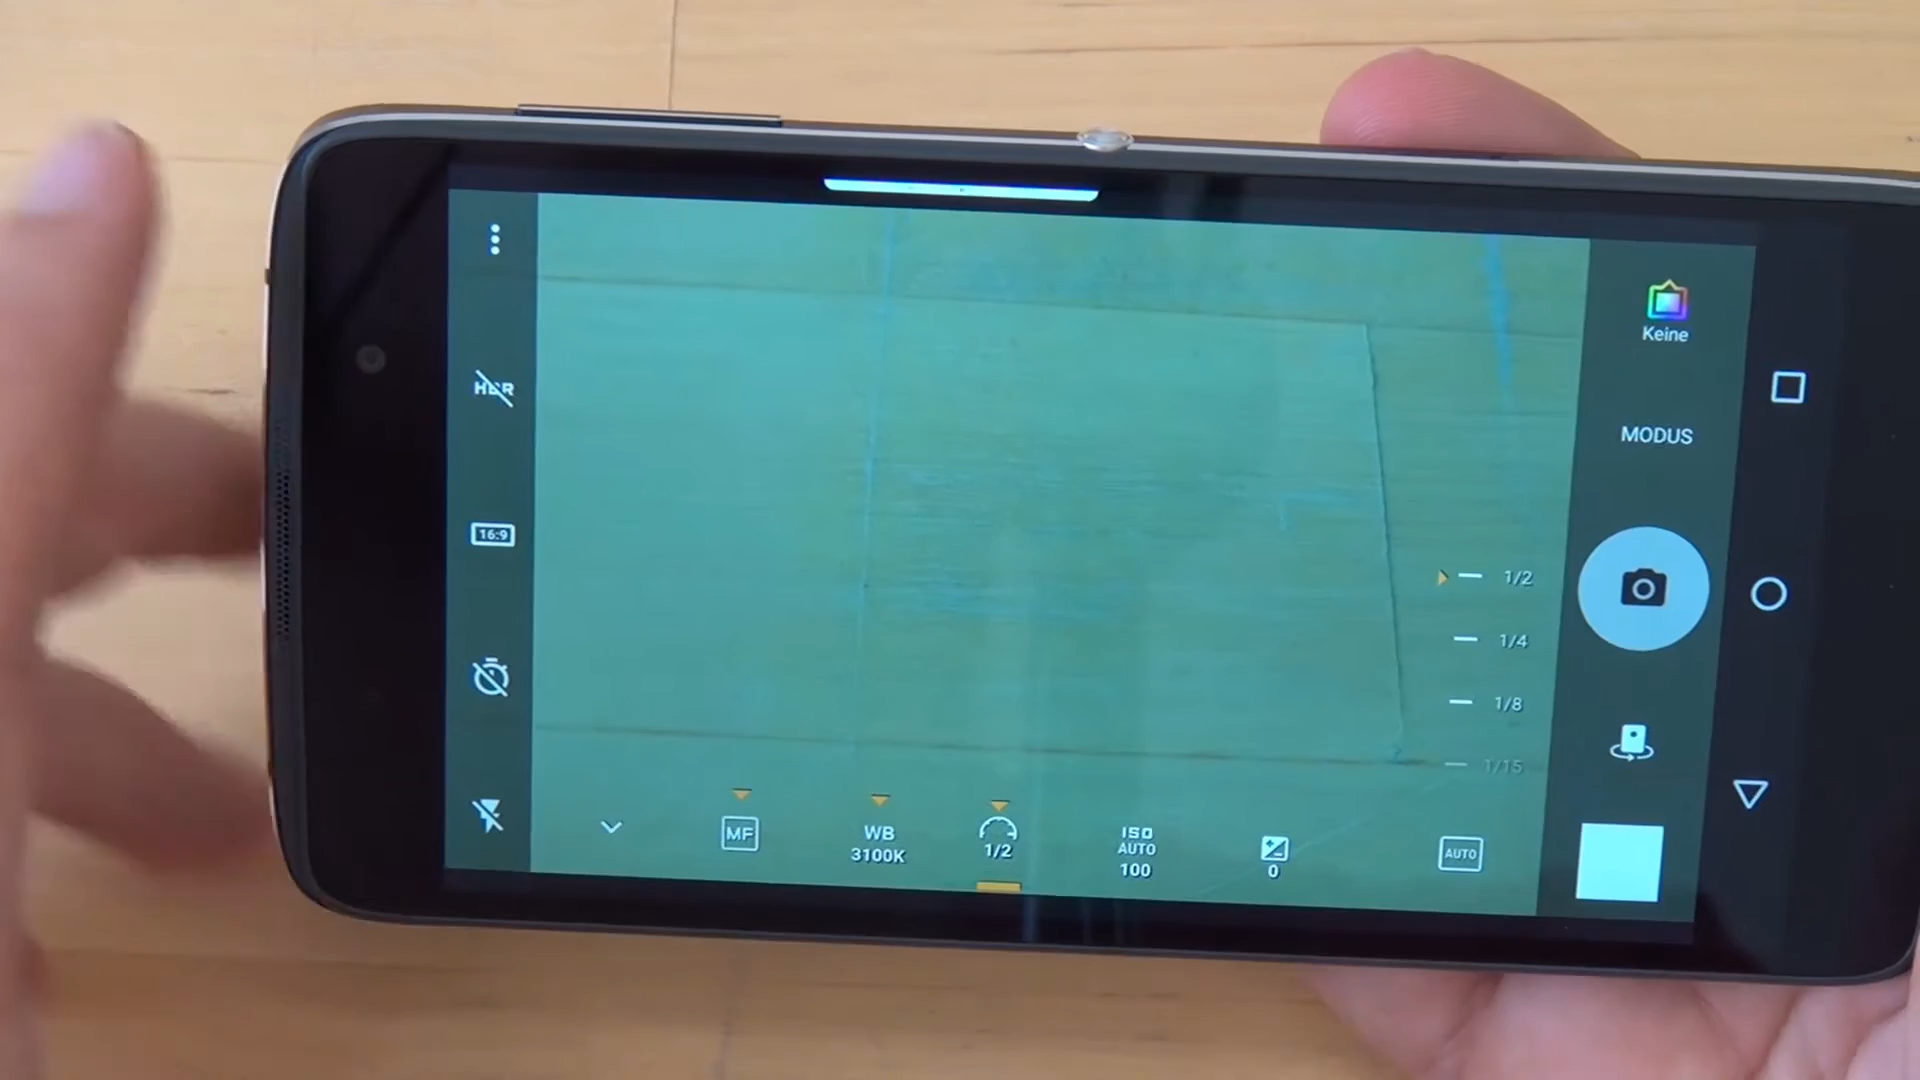 HDR
16:9
Keine
MODUS
1/2
1/4
1/8
1/15
MF
WB
3100K
1/2
ISO
AUTO
100
0
AUTO